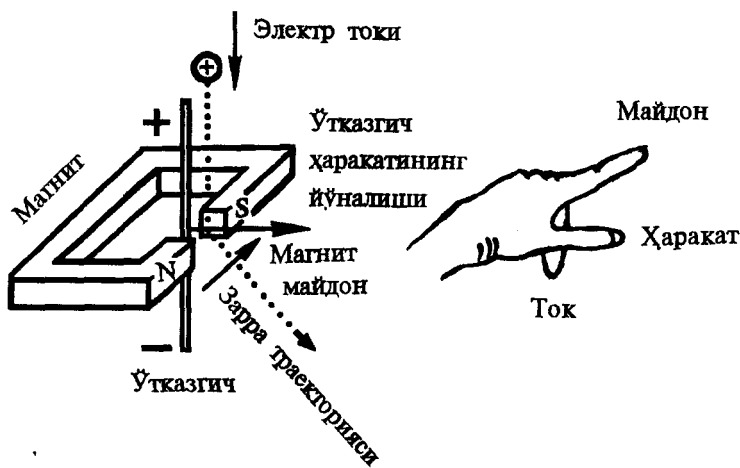 Электр токи
+
+
Ўтказгич
ҳаракатининг
йўналиши
Магнит
S
N
Магнит
майдон
Зарра траекторияси
−
Ўтказгич
Майдон
Ҳаракат
Ток